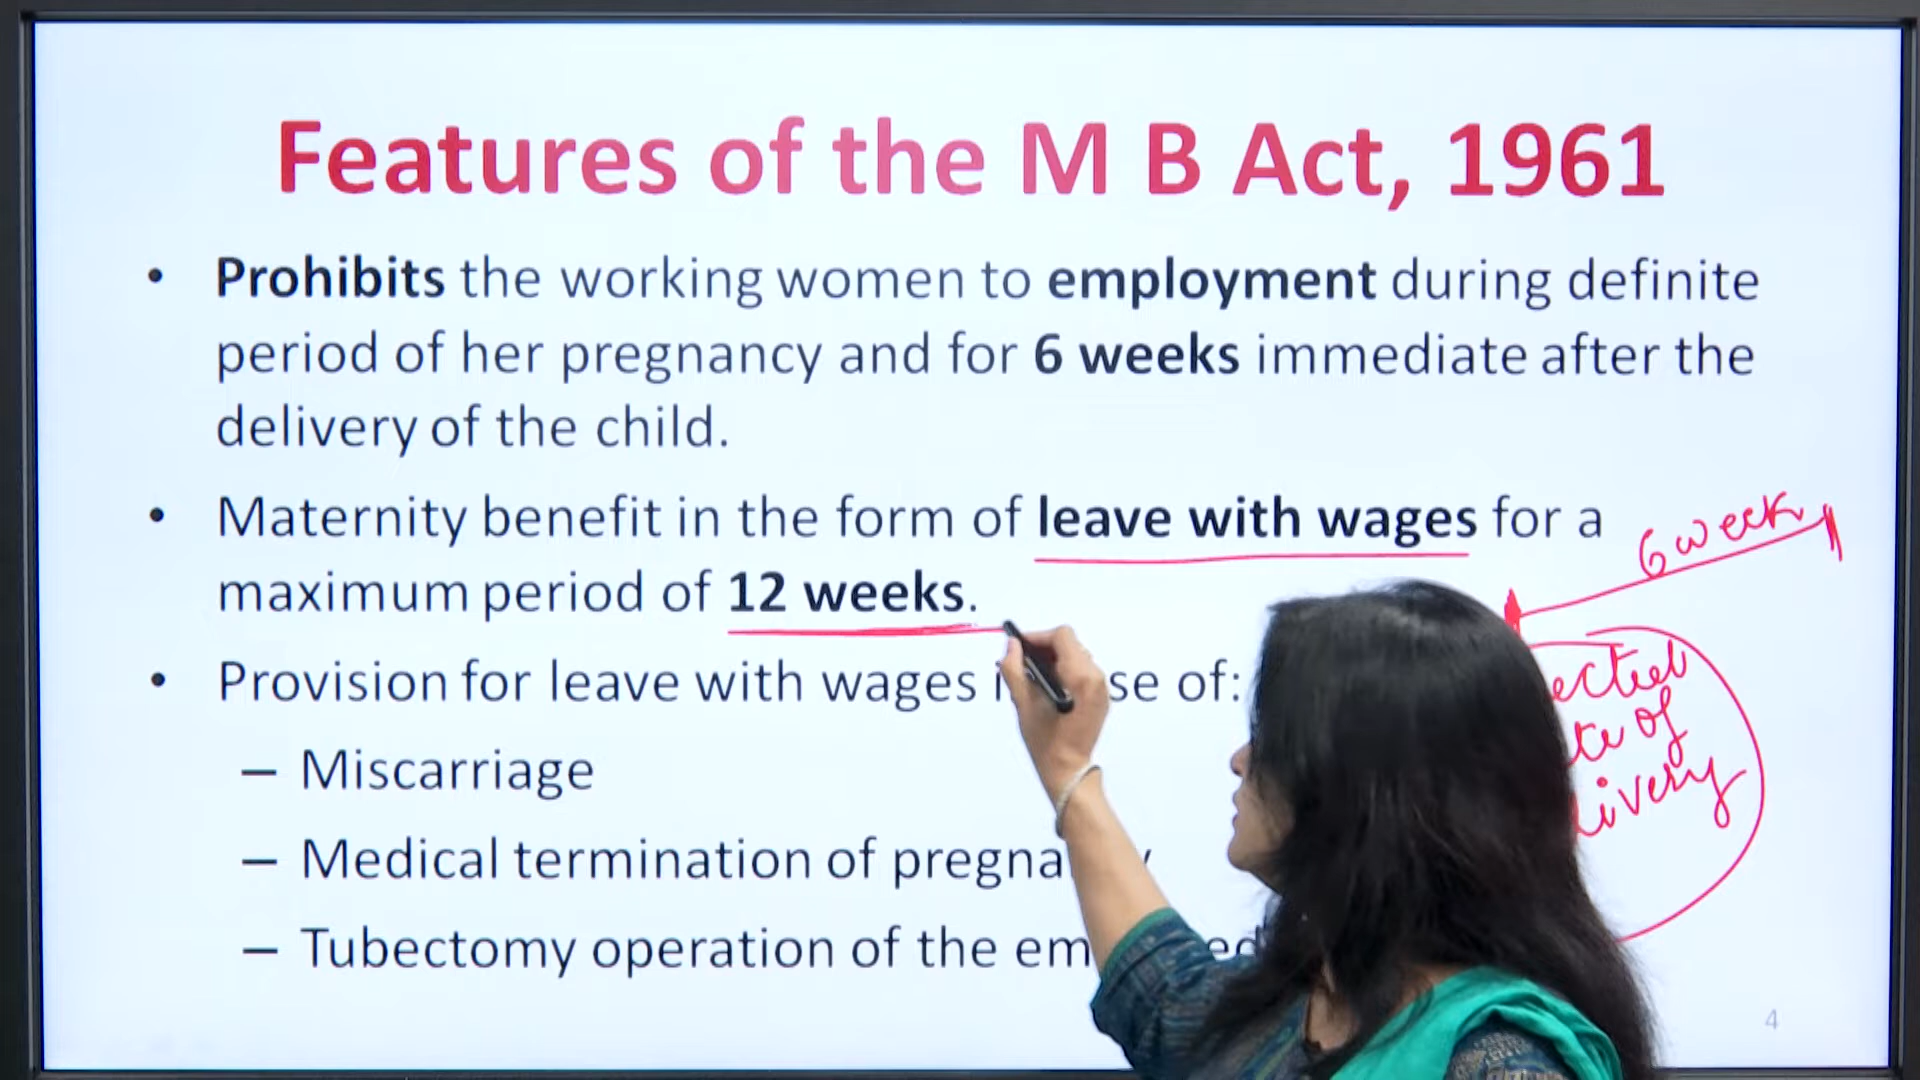 Features of the M B Act, 1961
• Prohibits the working women to employment during definite
period of her pregnancy and for 6 weeks immediate after the
delivery of the child.
• Maternity benefit in the form of leave with wages for a
maximum period of 12 weeks.
6 week
• Provision for leave with wages se of:
– Miscarriage
– Medical termination of
– Tubectomy operation of the
of
4